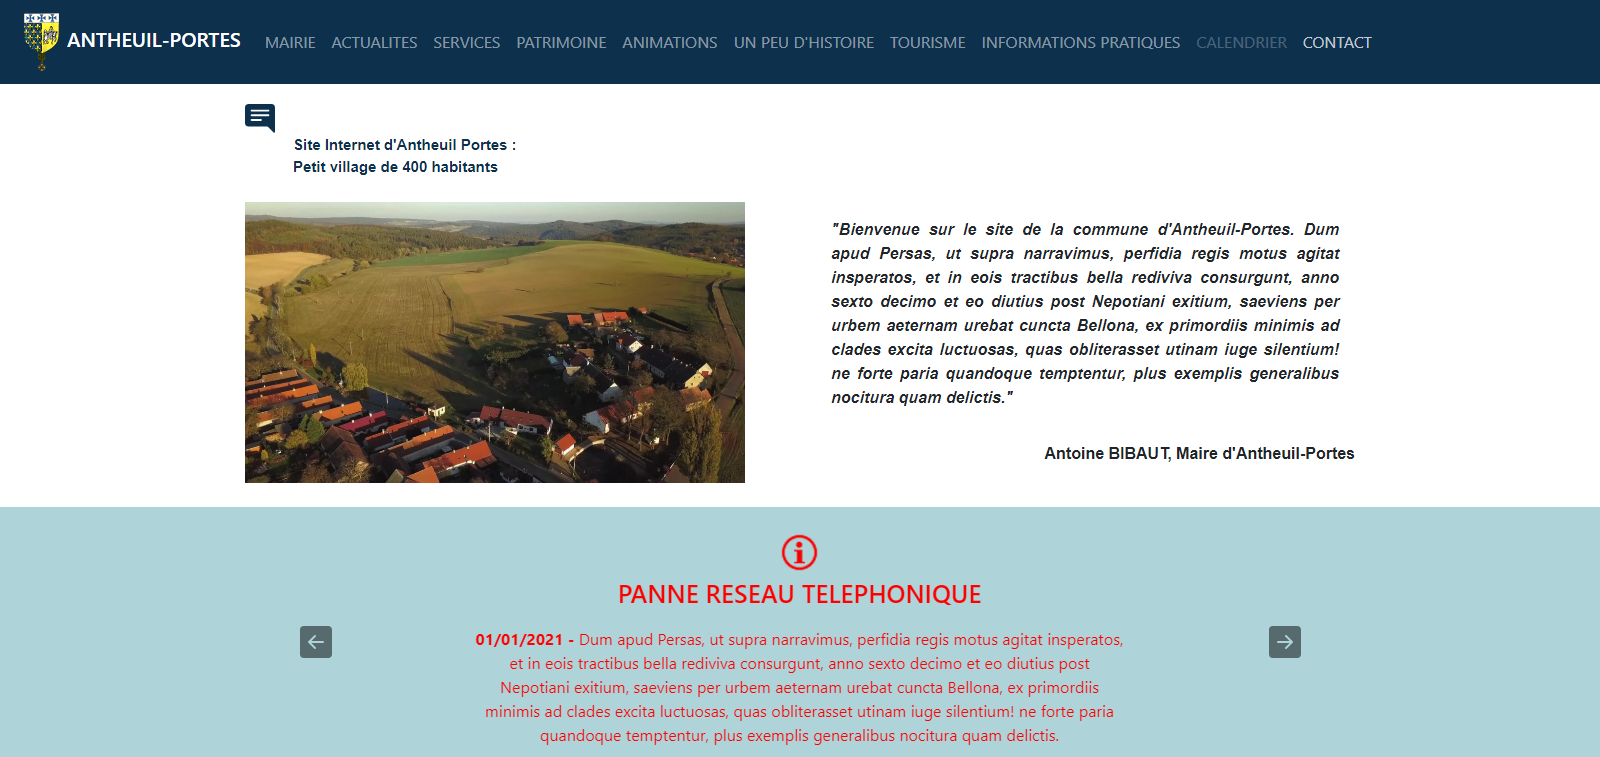 ANTHEUIL-PORTES MAIRIE ACTUALITES SERVICES PATRIMOINE ANIMATIONS UN PEU D'HISTOIRE TOURISME INFORMATIONS PRATIQUES CALENDRIER CONTACT
Site Internet d'Antheuil Portes :
Petit village de 400 habitants
"Bienvenue sur le site de la commune d'Antheuil-Portes. Dum
apud Persas, ut supra narravimus, perfidia regis motus agitat
insperatos, et in eois tractibus bella rediviva consurgunt, anno
sexto decimo et eo diutius post Nepotiani exitium, saeviens per
urbem aeternam urebat cuncta Bellona, ex primordiis minimis ad
clades excita luctuosas, quas obliterasset utinam iuge silentium!
ne forte paria quandoque temptentur, plus exemplis generalibus
nocitura quam delictis."
Antoine BIBAUT, Maire d'Antheuil-Portes
PANNE RESEAU TELEPHONIQUE
01/01/2021 - Dum apud Persas, ut supra narravimus, perfidia regis motus agitat insperatos,
et in eois tractibus bella rediviva consurgunt, anno sexto decimo et eo diutius post
Nepotiani exitium, saeviens per urbem aeternam urebat cuncta Bellona, ex primordiis
minimis ad clades excita luctuosas, quas obliterasset utinam iuge silentium! ne forte paria
quandoque temptentur, plus exemplis generalibus nocitura quam delictis.